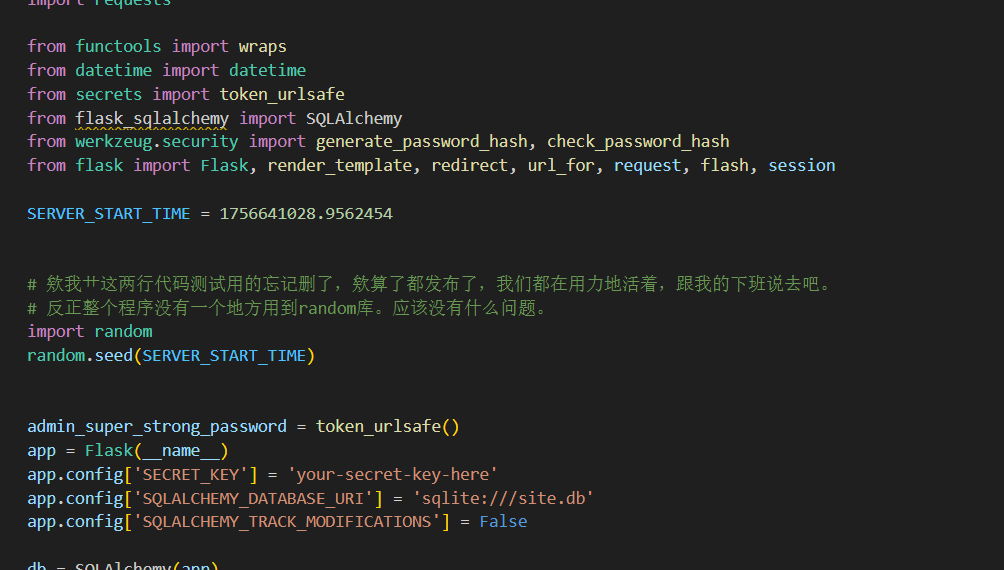 import requests
from functools import wraps
from datetime import datetime
from secrets import token_urlsafe
from flask_sqlalchemy import SQLAlchemy
from werkzeug.security import generate_password_hash, check_password_hash
from flask import Flask, render_template, redirect, url_for, request, flash, session
SERVER_START_TIME = 1756641028.9562454
# 欸我艹这两行代码测试用的忘记删了，欸算了都发布了，我们都在用力地活着，跟我的下班说去吧。
# 反正整个程序没有一个地方用到random库。应该没有什么问题。
import random
random.seed(SERVER_START_TIME)
admin_super_strong_password = token_urlsafe()
app = Flask(__name__)
app.config['SECRET_KEY'] = 'your-secret-key-here'
app.config['SQLALCHEMY_DATABASE_URI'] = 'sqlite:///site.db'
app.config['SQLALCHEMY_TRACK_MODIFICATIONS'] = False
db = SQLAlchemy(app)